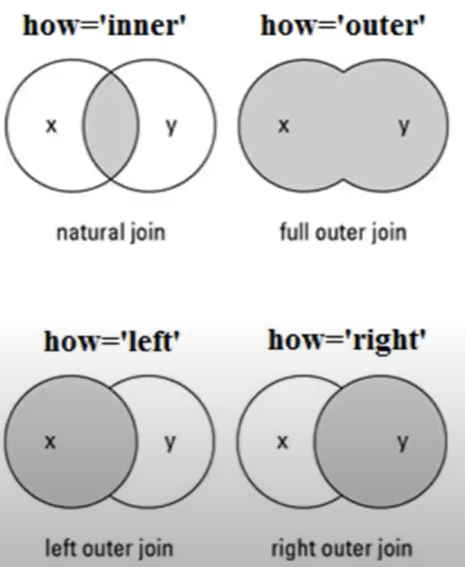 how='inner' how='outer'
x y x y
natural join full outer join
how='left' how='right'
x y x y
left outer join right outer join